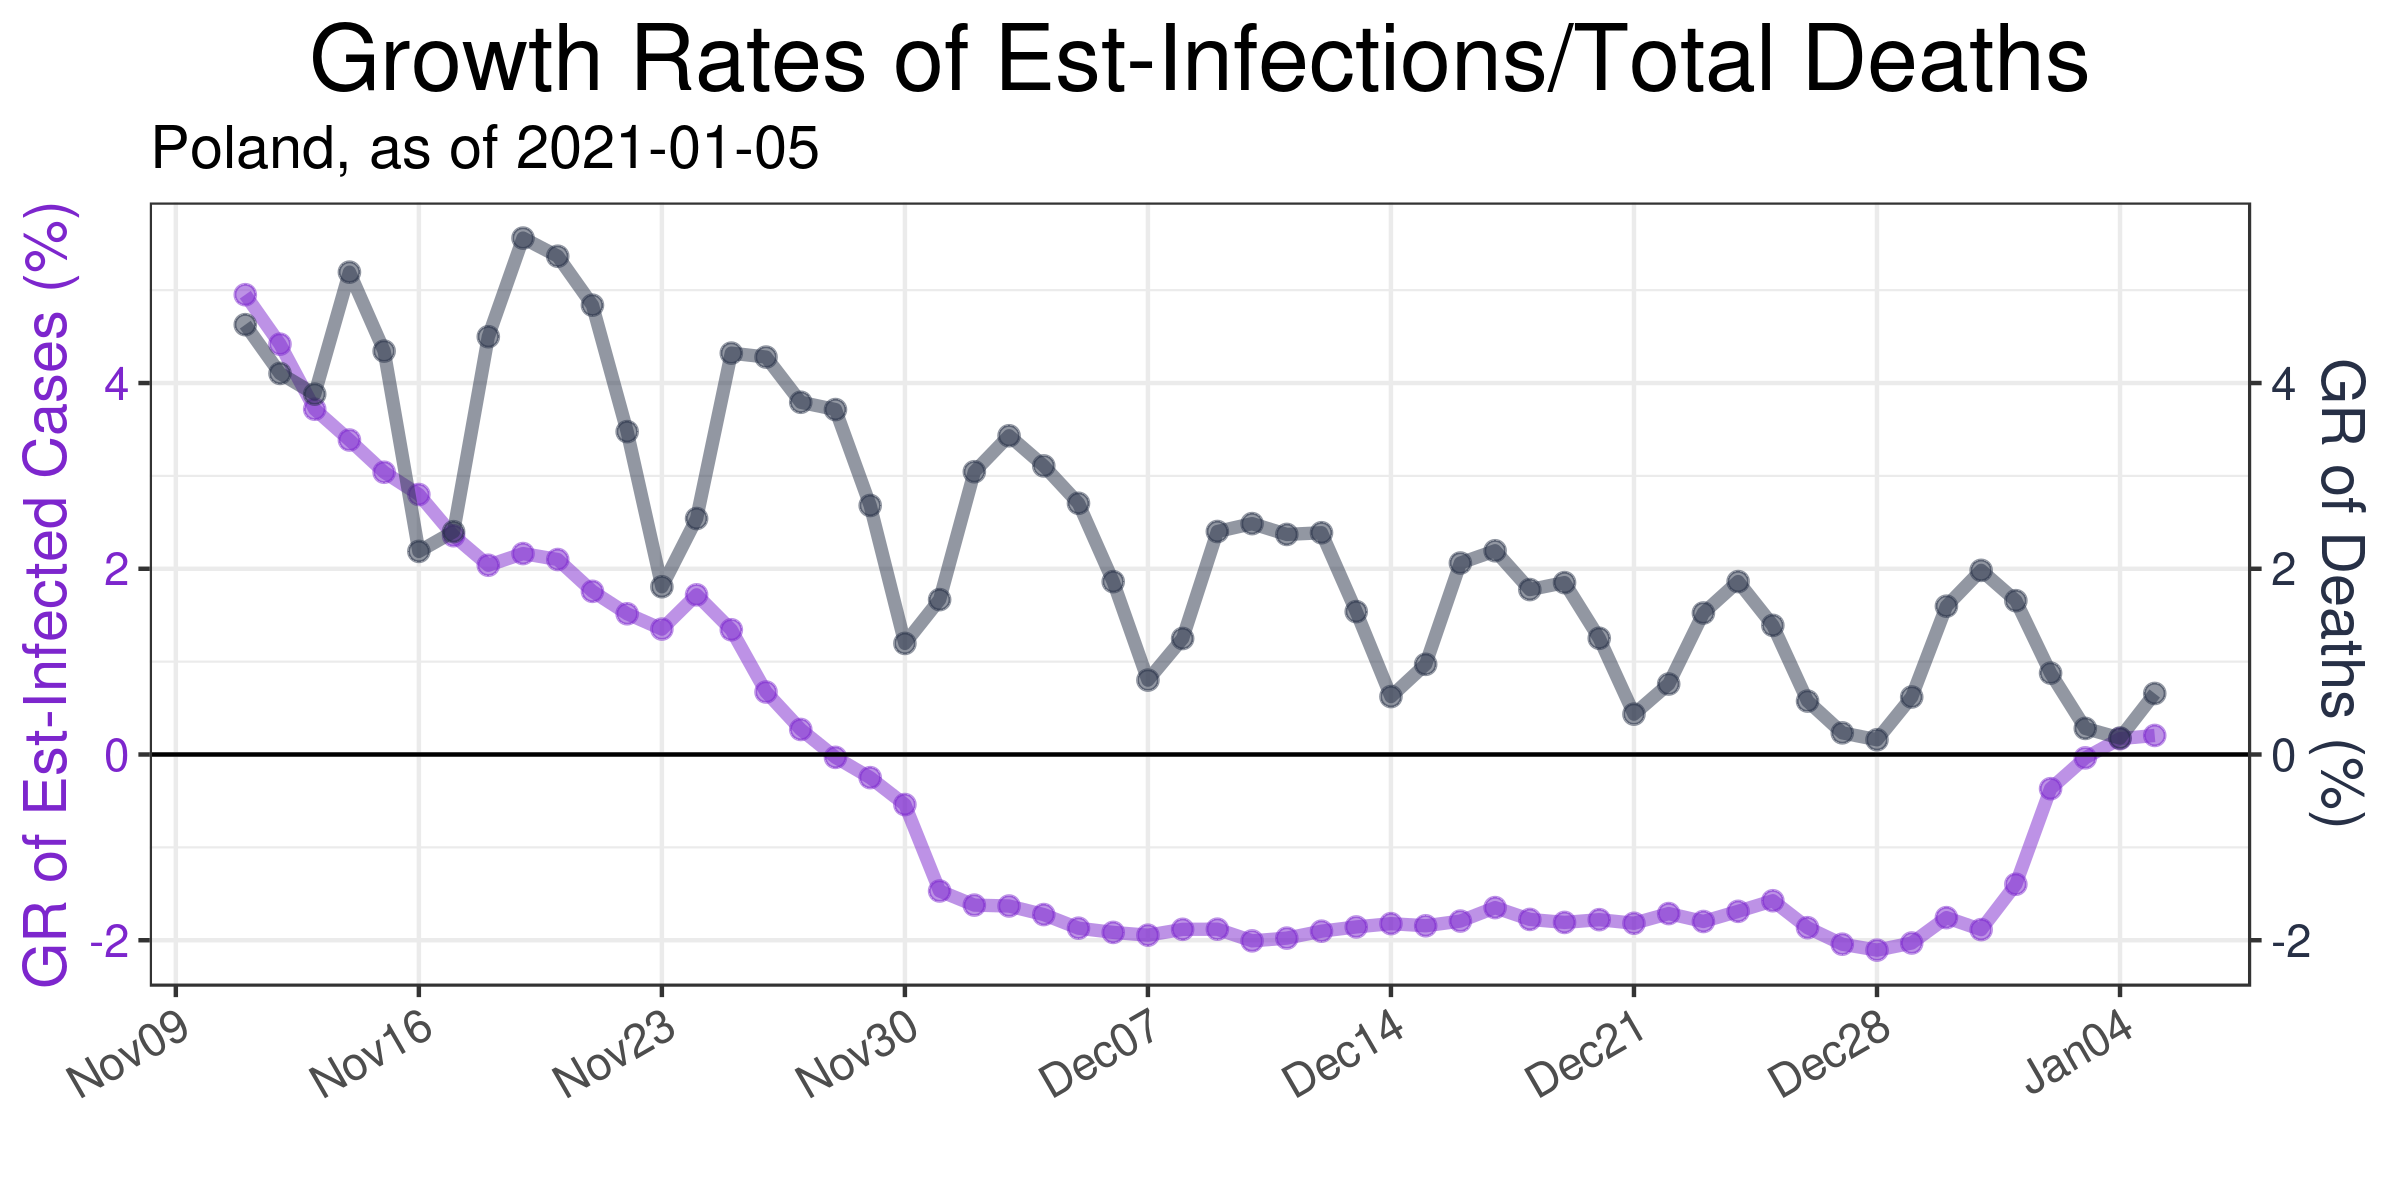 Growth Rates of Est-Infections/Total Deaths
Poland, as of 2021-01-05
GR of Est-Infected Cases (%)
4
2
0
-2
4
2
0
-2
GR of Deaths (%)
Nov09
Nov16
Nov23
Nov30
Dec07
Dec14
Dec21
Dec28
Jan04